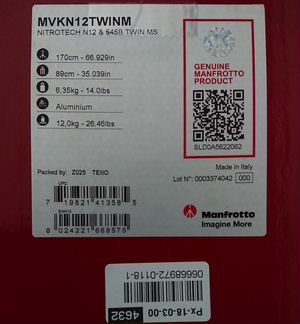 MVKN12TWINM
NITROTECH N12 & 545B TWIN MS
170cm - 66.929in
89cm - 35.039in
6,35kg - 14.0lbs
Aluminium
12,0kg - 26.46lbs
GENUINE
MANFROTTO
PRODUCT
SLD0A5622062
Made in Italy
Packed by: Z025 TEIIO
Lot N°: 0003374042 000
UPC
7 19821 41358 5
EAN13
8 024221 668575
Manfrotto
Imagine More
06668972-0118-1
Px-18-03-00
4632